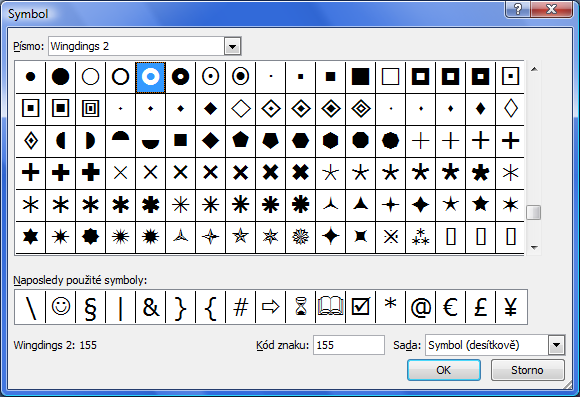 Symbol
Písmo: Wingdings 2
Naposledy použité symboly:
\ ☺ § | & } { # ⇨ ⌛ 🕮 ☑ * @ € £ ¥
Wingdings 2: 155 Kód znaku: 155 Sada: Symbol (desítkově)
OK Storno